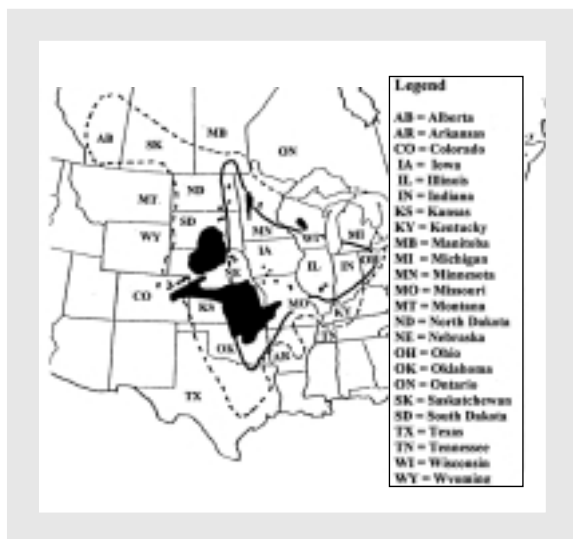 AB
SK
MB
ON
MT
ND
SD
MN
WI
MI
WY
IA
NE
IL
IN
OH
CO
KS
MO
KY
TN
OK
AR
TX
Legend
AB = Alberta
AR = Arkansas
CO = Colorado
IA = Iowa
IL = Illinois
IN = Indiana
KS = Kansas
KY = Kentucky
MB = Manitoba
MI = Michigan
MN = Minnesota
MO = Missouri
MT = Montana
ND = North Dakota
NE = Nebraska
OH = Ohio
OK = Oklahoma
ON = Ontario
SK = Saskatchewan
SD = South Dakota
TX = Texas
TN = Tennessee
WI = Wisconsin
WY = Wyoming